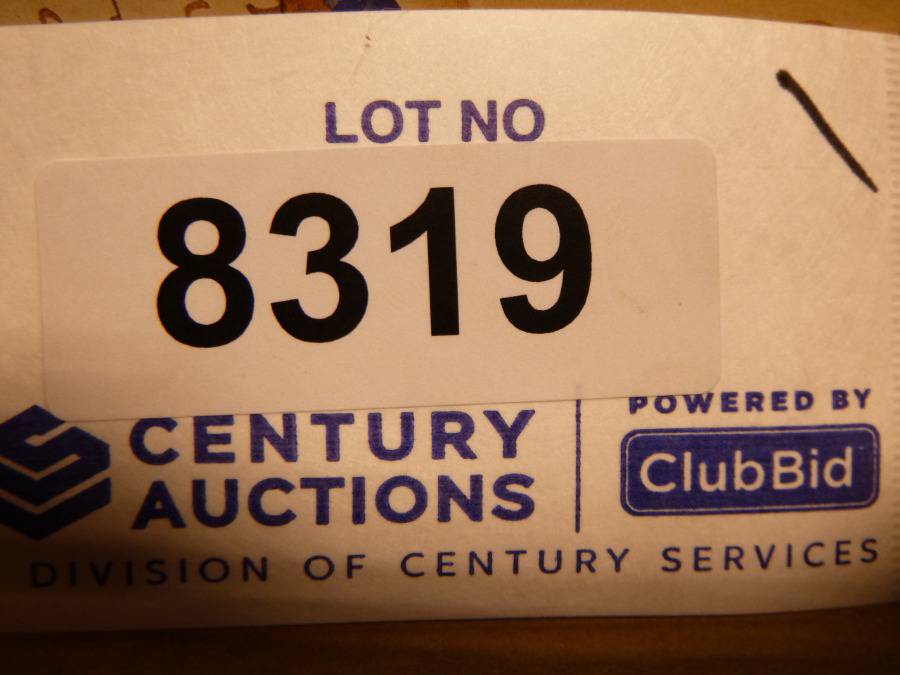 LOT NO
8319
CENTURY
AUCTIONS
POWERED BY
ClubBid
DIVISION OF CENTURY SERVICES